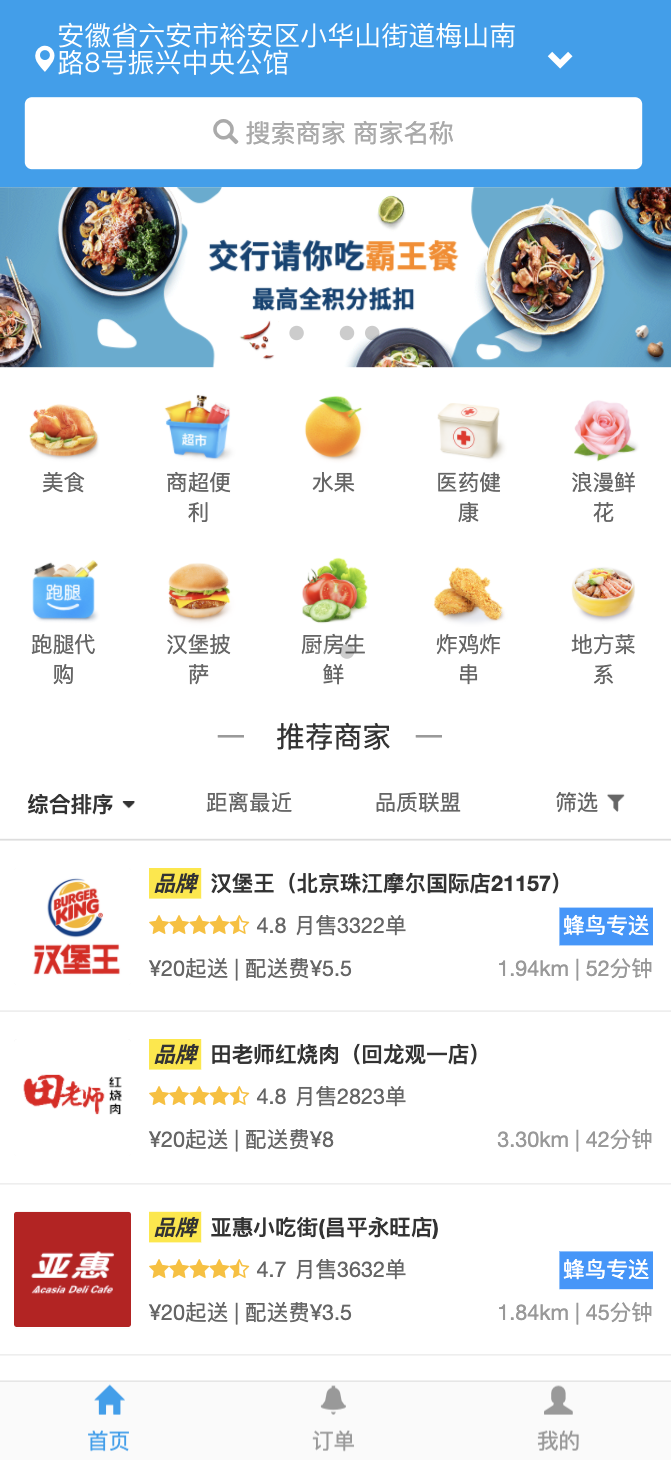 安徽省六安市裕安区小华山街道梅山南
路8号振兴中央公馆
搜索商家 商家名称
交行请你吃霸王餐
最高全积分抵扣
超市
美食 商超便利 水果 医药健康 浪漫鲜花
跑腿
跑腿代购 汉堡披萨 厨房生鲜 炸鸡炸串 地方菜系
推荐商家
综合排序 距离最近 品质联盟 筛选
BURGER KING
汉堡王
品牌 汉堡王（北京珠江摩尔国际店21157）
4.8 月售3322单 蜂鸟专送
¥20起送 | 配送费¥5.5 1.94km | 52分钟
田老师红烧肉
品牌 田老师红烧肉（回龙观一店）
4.8 月售2823单
¥20起送 | 配送费¥8 3.30km | 42分钟
亚惠
Acasia Deli Cafe
品牌 亚惠小吃街(昌平永旺店)
4.7 月售3632单 蜂鸟专送
¥20起送 | 配送费¥3.5 1.84km | 45分钟
首页 订单 我的